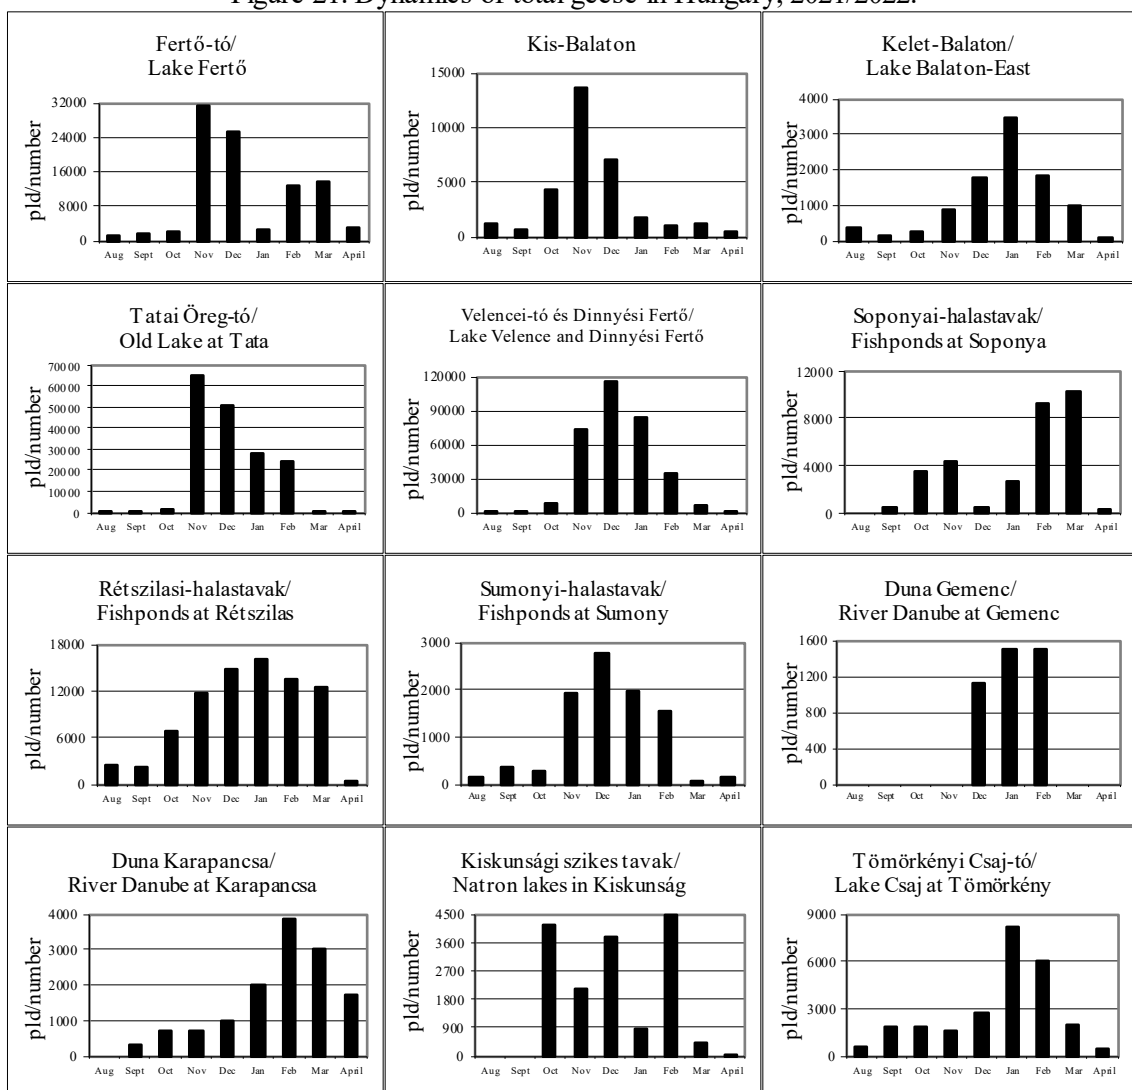 Figure 21. Dynamics of total geese in Hungary, 2021/2022.
Fertő-tó/
Lake Fertő
pld/number
32000
24000
16000
8000
0
Aug Sept Oct Nov Dec Jan Feb Mar April
Kis-Balaton
15000
10000
5000
0
Aug Sept Oct Nov Dec Jan Feb Mar April
Kelet-Balaton/
Lake Balaton-East
pld/number
4000
3000
2000
1000
0
Aug Sept Oct Nov Dec Jan Feb Mar April
Tatai Öreg-tó/
Old Lake at Tata
pld/number
70000
60000
50000
40000
30000
20000
10000
0
Aug Sept Oct Nov Dec Jan Feb Mar April
Velencei-tó és Dinnyési Fertő/
Lake Velence and Dinnyési Fertő
pld/number
120000
90000
60000
30000
0
Aug Sept Oct Nov Dec Jan Feb Mar April
Soponyai-halastavak/
Fishponds at Soponya
pld/number
12000
8000
4000
0
Aug Sept Oct Nov Dec Jan Feb Mar April
Rétszilasi-halastavak/
Fishponds at Rétszilas
pld/number
18000
12000
6000
0
Aug Sept Oct Nov Dec Jan Feb Mar April
Sumonyi-halastavak/
Fishponds at Sumony
pld/number
3000
2000
1000
0
Aug Sept Oct Nov Dec Jan Feb Mar April
Duna Gemenc/
River Danube at Gemenc
pld/number
1600
1200
800
400
0
Aug Sept Oct Nov Dec Jan Feb Mar April
Duna Karapancsa/
River Danube at Karapancsa
pld/number
4000
3000
2000
1000
0
Aug Sept Oct Nov Dec Jan Feb Mar April
Kiskunsági szikes tavak/
Natron lakes in Kiskunság
pld/number
4500
3600
2700
1800
900
0
Aug Sept Oct Nov Dec Jan Feb Mar April
Tömörkényi Csaj-tó/
Lake Csaj at Tömörkény
pld/number
9000
6000
3000
0
Aug Sept Oct Nov Dec Jan Feb Mar April